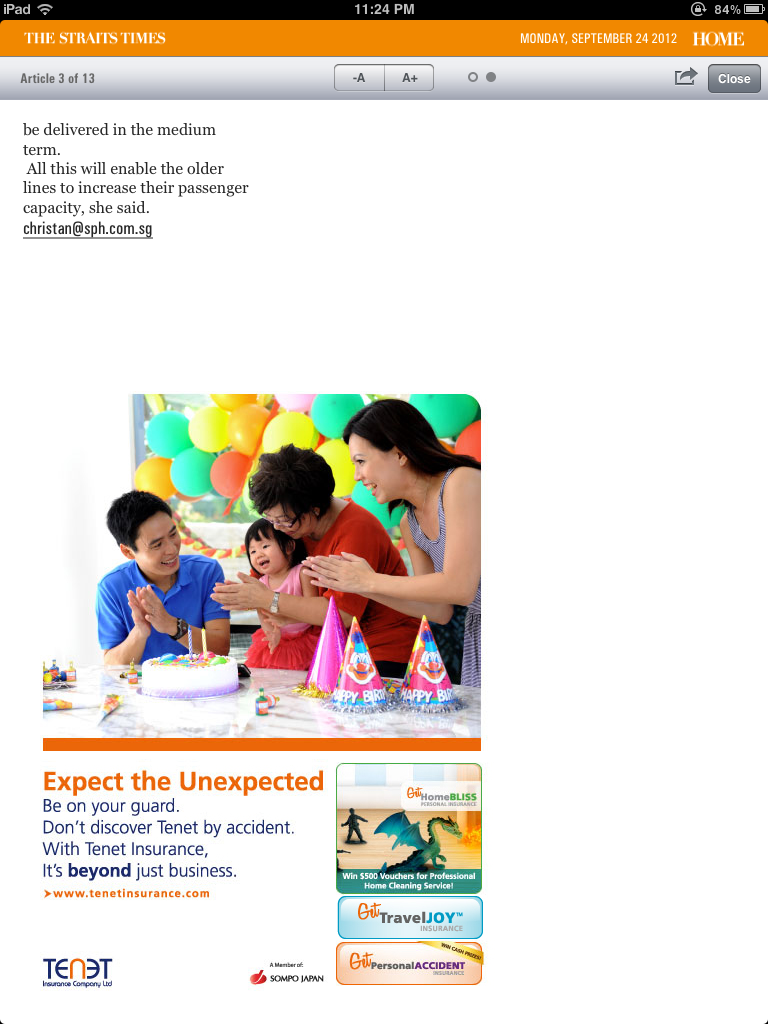 iPad 11:24 PM 84%
THE STRAITS TIMES MONDAY, SEPTEMBER 24 2012 HOME
Article 3 of 13 -A A+ Close
be delivered in the medium
term.
All this will enable the older
lines to increase their passenger
capacity, she said.
christan@sph.com.sg
HAPPY BIRT
HAPPY BIRT
Expect the Unexpected
Be on your guard.
Don't discover Tenet by accident.
With Tenet Insurance,
It's beyond just business.
➤www.tenetinsurance.com
Get HomeBLISS
PERSONAL INSURANCE
Win $500 Vouchers for Professional
Home Cleaning Service!
Get TravelJOY™
INSURANCE
WIN CASH PRIZES!
Get PersonalACCIDENT
INSURANCE
TENET
Insurance Company Ltd
A Member of:
SOMPO JAPAN